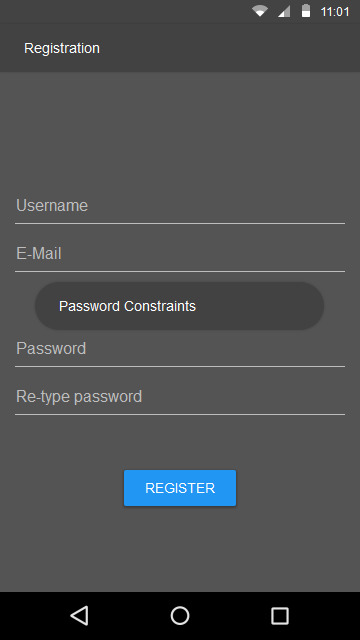 11:01
Registration
Username
E-Mail
Password Constraints
Password
Re-type password
REGISTER